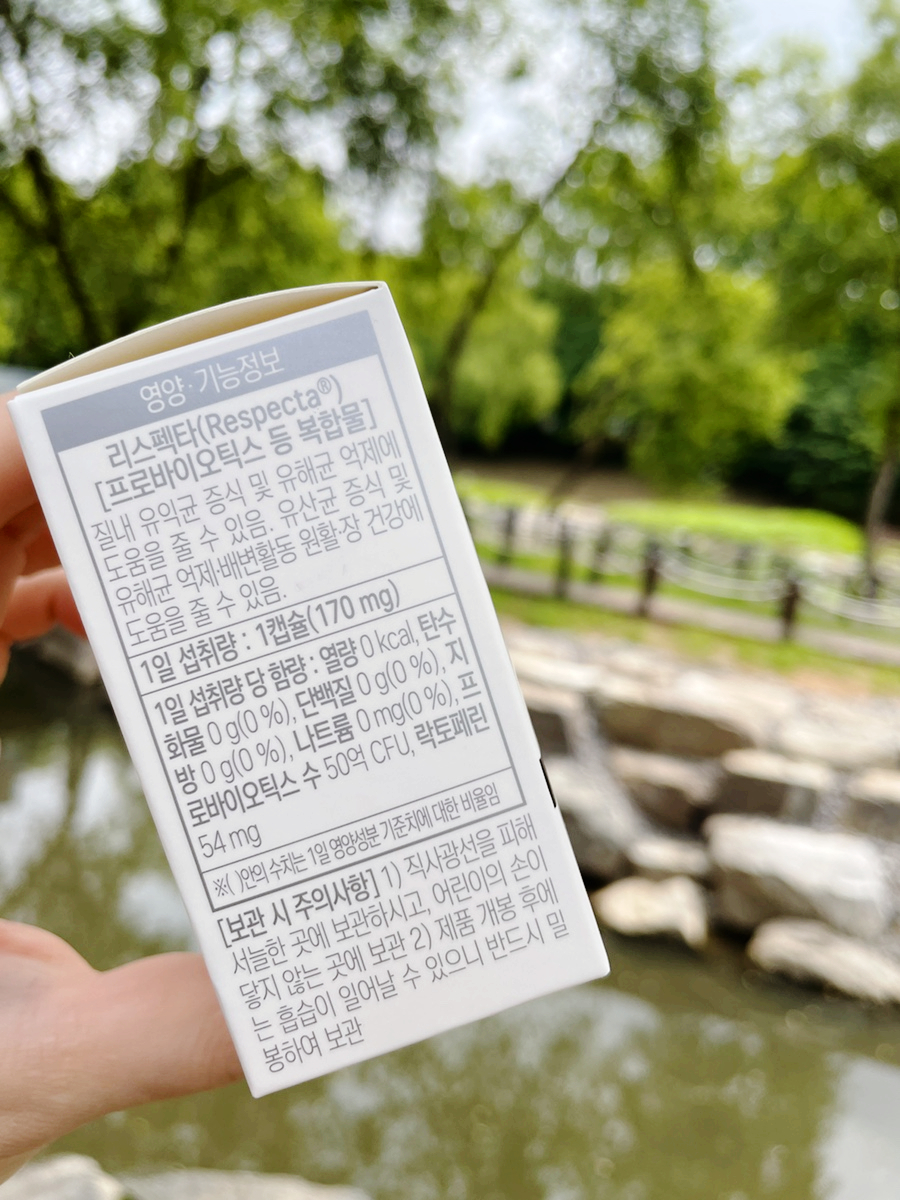 영양·기능정보
리스펙타(Respecta®)
[프로바이오틱스 등 복합물]
질내 유익균 증식 및 유해균 억제에
도움을 줄 수 있음. 유산균 증식 및
유해균 억제·배변활동 원활·장 건강에
도움을 줄 수 있음.
1일 섭취량 : 1캡슐(170 mg)
1일 섭취량 당 함량 : 열량 0 kcal, 탄수
화물 0 g(0 %), 단백질 0 g(0 %), 지
방 0 g(0 %), 나트륨 0 mg(0 %), 프
로바이오틱스 수 50억 CFU, 락토페린
54 mg
※( )안의 수치는 1일 영양성분 기준치에 대한 비율임
[보관 시 주의사항] 1) 직사광선을 피해
서늘한 곳에 보관하시고, 어린이의 손이
닿지 않는 곳에 보관 2) 제품 개봉 후에
는 흡습이 일어날 수 있으니 반드시 밀
봉하여 보관